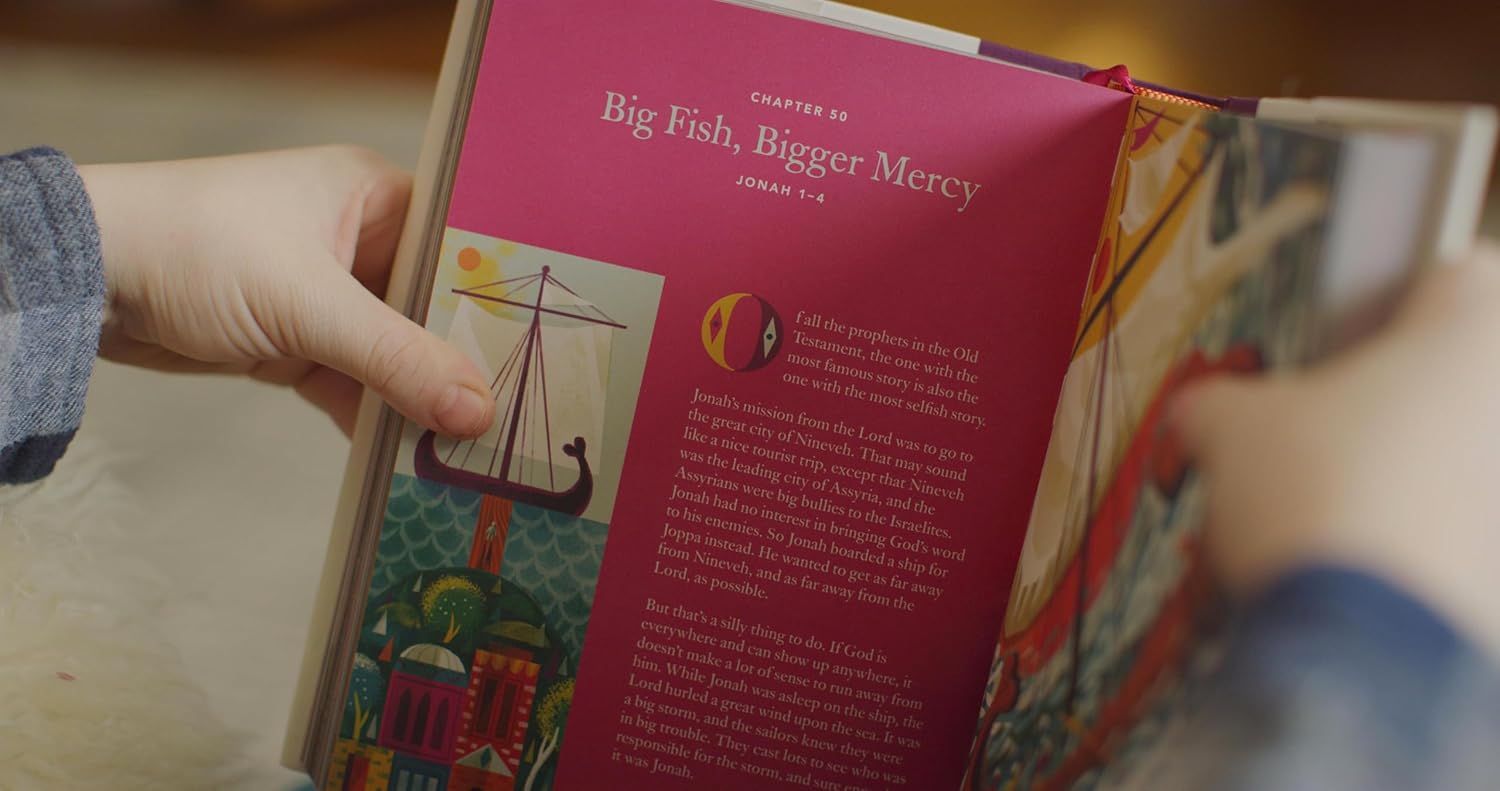 CHAPTER 50
Big Fish, Bigger Mercy
JONAH 1–4
Of all the prophets in the Old
Testament, the one with the
most famous story is also the
one with the most selfish story.
Jonah's mission from the Lord was to go to
the great city of Nineveh. That may sound
like a nice tourist trip, except that Nineveh
was the leading city of Assyria, and the
Assyrians were big bullies to the Israelites.
Jonah had no interest in bringing God's word
to his enemies. So Jonah boarded a ship for
Joppa instead. He wanted to get as far away
from Nineveh, and as far away from the
Lord, as possible.
But that's a silly thing to do. If God is
everywhere and can show up anywhere, it
doesn't make a lot of sense to run away from
him. While Jonah was asleep on the ship, the
Lord hurled a great wind upon the sea. It was
a big storm, and the sailors knew they were
in big trouble. They cast lots to see who was
responsible for the storm, and sure
it was Jonah.